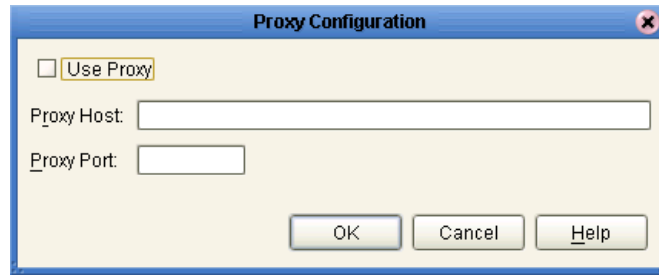 Proxy Configuration
Use Proxy
Proxy Host:
Proxy Port:
OK Cancel Help